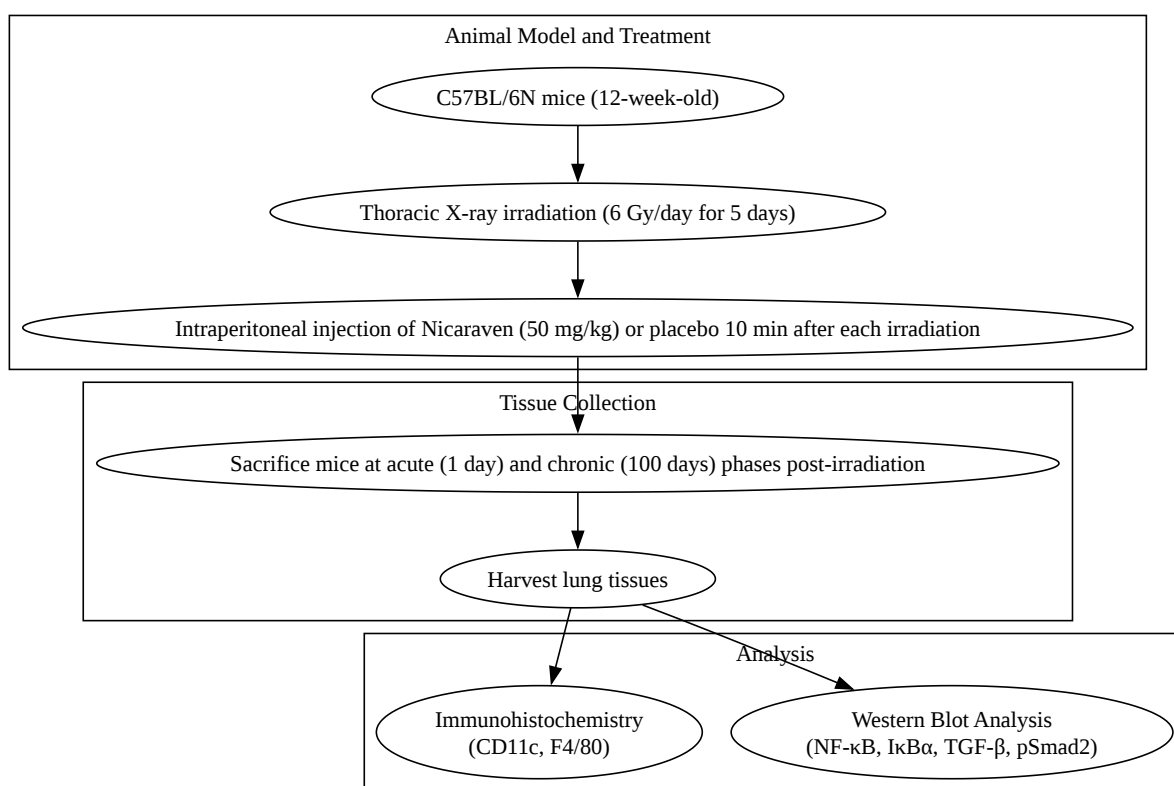 Animal Model and Treatment
C57BL/6N mice (12-week-old)
Thoracic X-ray irradiation (6 Gy/day for 5 days)
Intraperitoneal injection of Nicaraven (50 mg/kg) or placebo 10 min after each irradiation
Tissue Collection
Sacrifice mice at acute (1 day) and chronic (100 days) phases post-irradiation
Harvest lung tissues
Analysis
Immunohistochemistry
(CD11c, F4/80)
Western Blot Analysis
(NF-κB, IκBα, TGF-β, pSmad2)